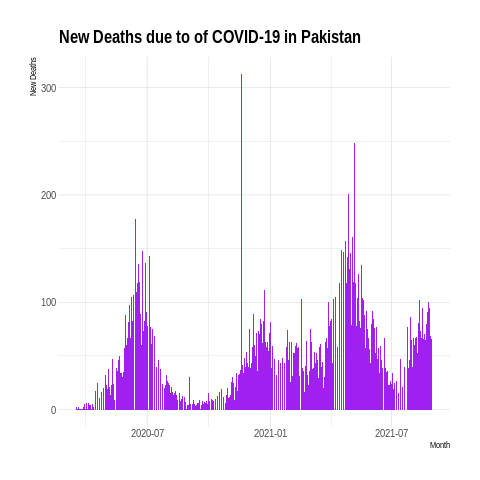 New Deaths due to of COVID-19 in Pakistan
New Deaths
300
200
100
0
2020-07
2021-01
2021-07
Month